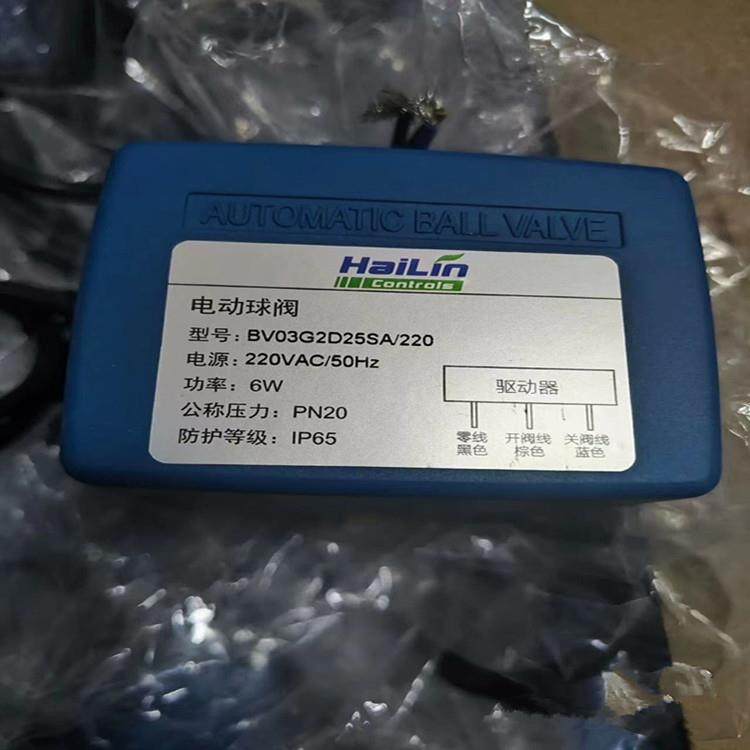 AUTOMATIC BALL VALVE
HaiLin
Controls
电动球阀
型号: BV03G2D25SA/220
电源: 220VAC/50Hz
功率: 6W
公称压力: PN20
防护等级: IP65
驱动器
零线 开阀线 关阀线
黑色 棕色 蓝色